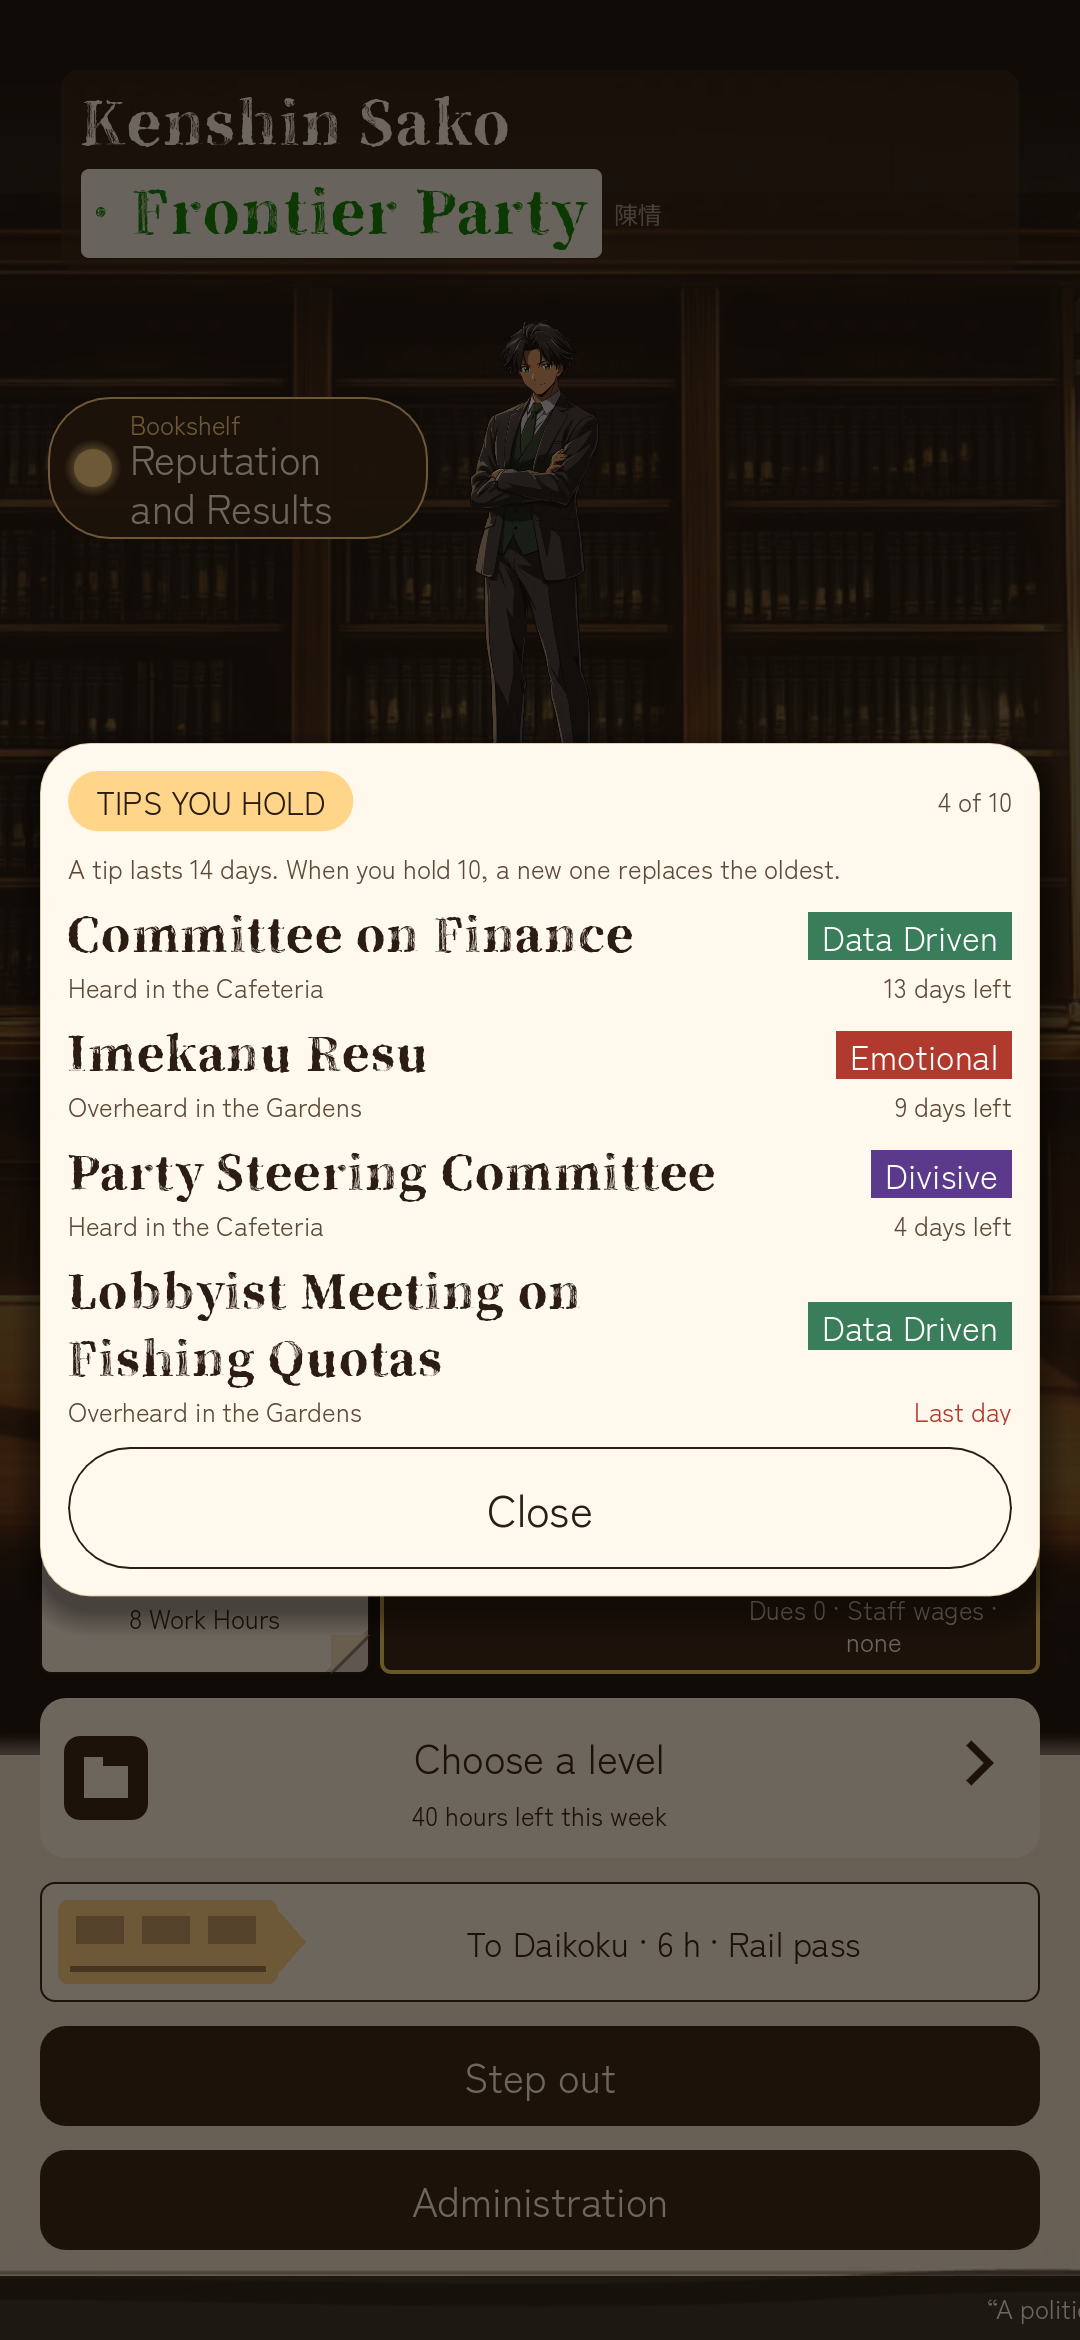 Kenshin Sako
· Frontier Party 陳情
Bookshelf
Reputation
and Results
TIPS YOU HOLD 4 of 10
A tip lasts 14 days. When you hold 10, a new one replaces the oldest.
Committee on Finance Data Driven
Heard in the Cafeteria 13 days left
Imekanu Resu Emotional
Overheard in the Gardens 9 days left
Party Steering Committee Divisive
Heard in the Cafeteria 4 days left
Lobbyist Meeting on
Fishing Quotas Data Driven
Overheard in the Gardens Last day
Close
8 Work Hours
Dues 0 · Staff wages ·
none
Choose a level
40 hours left this week
To Daikoku · 6 h · Rail pass
Step out
Administration
“A politi